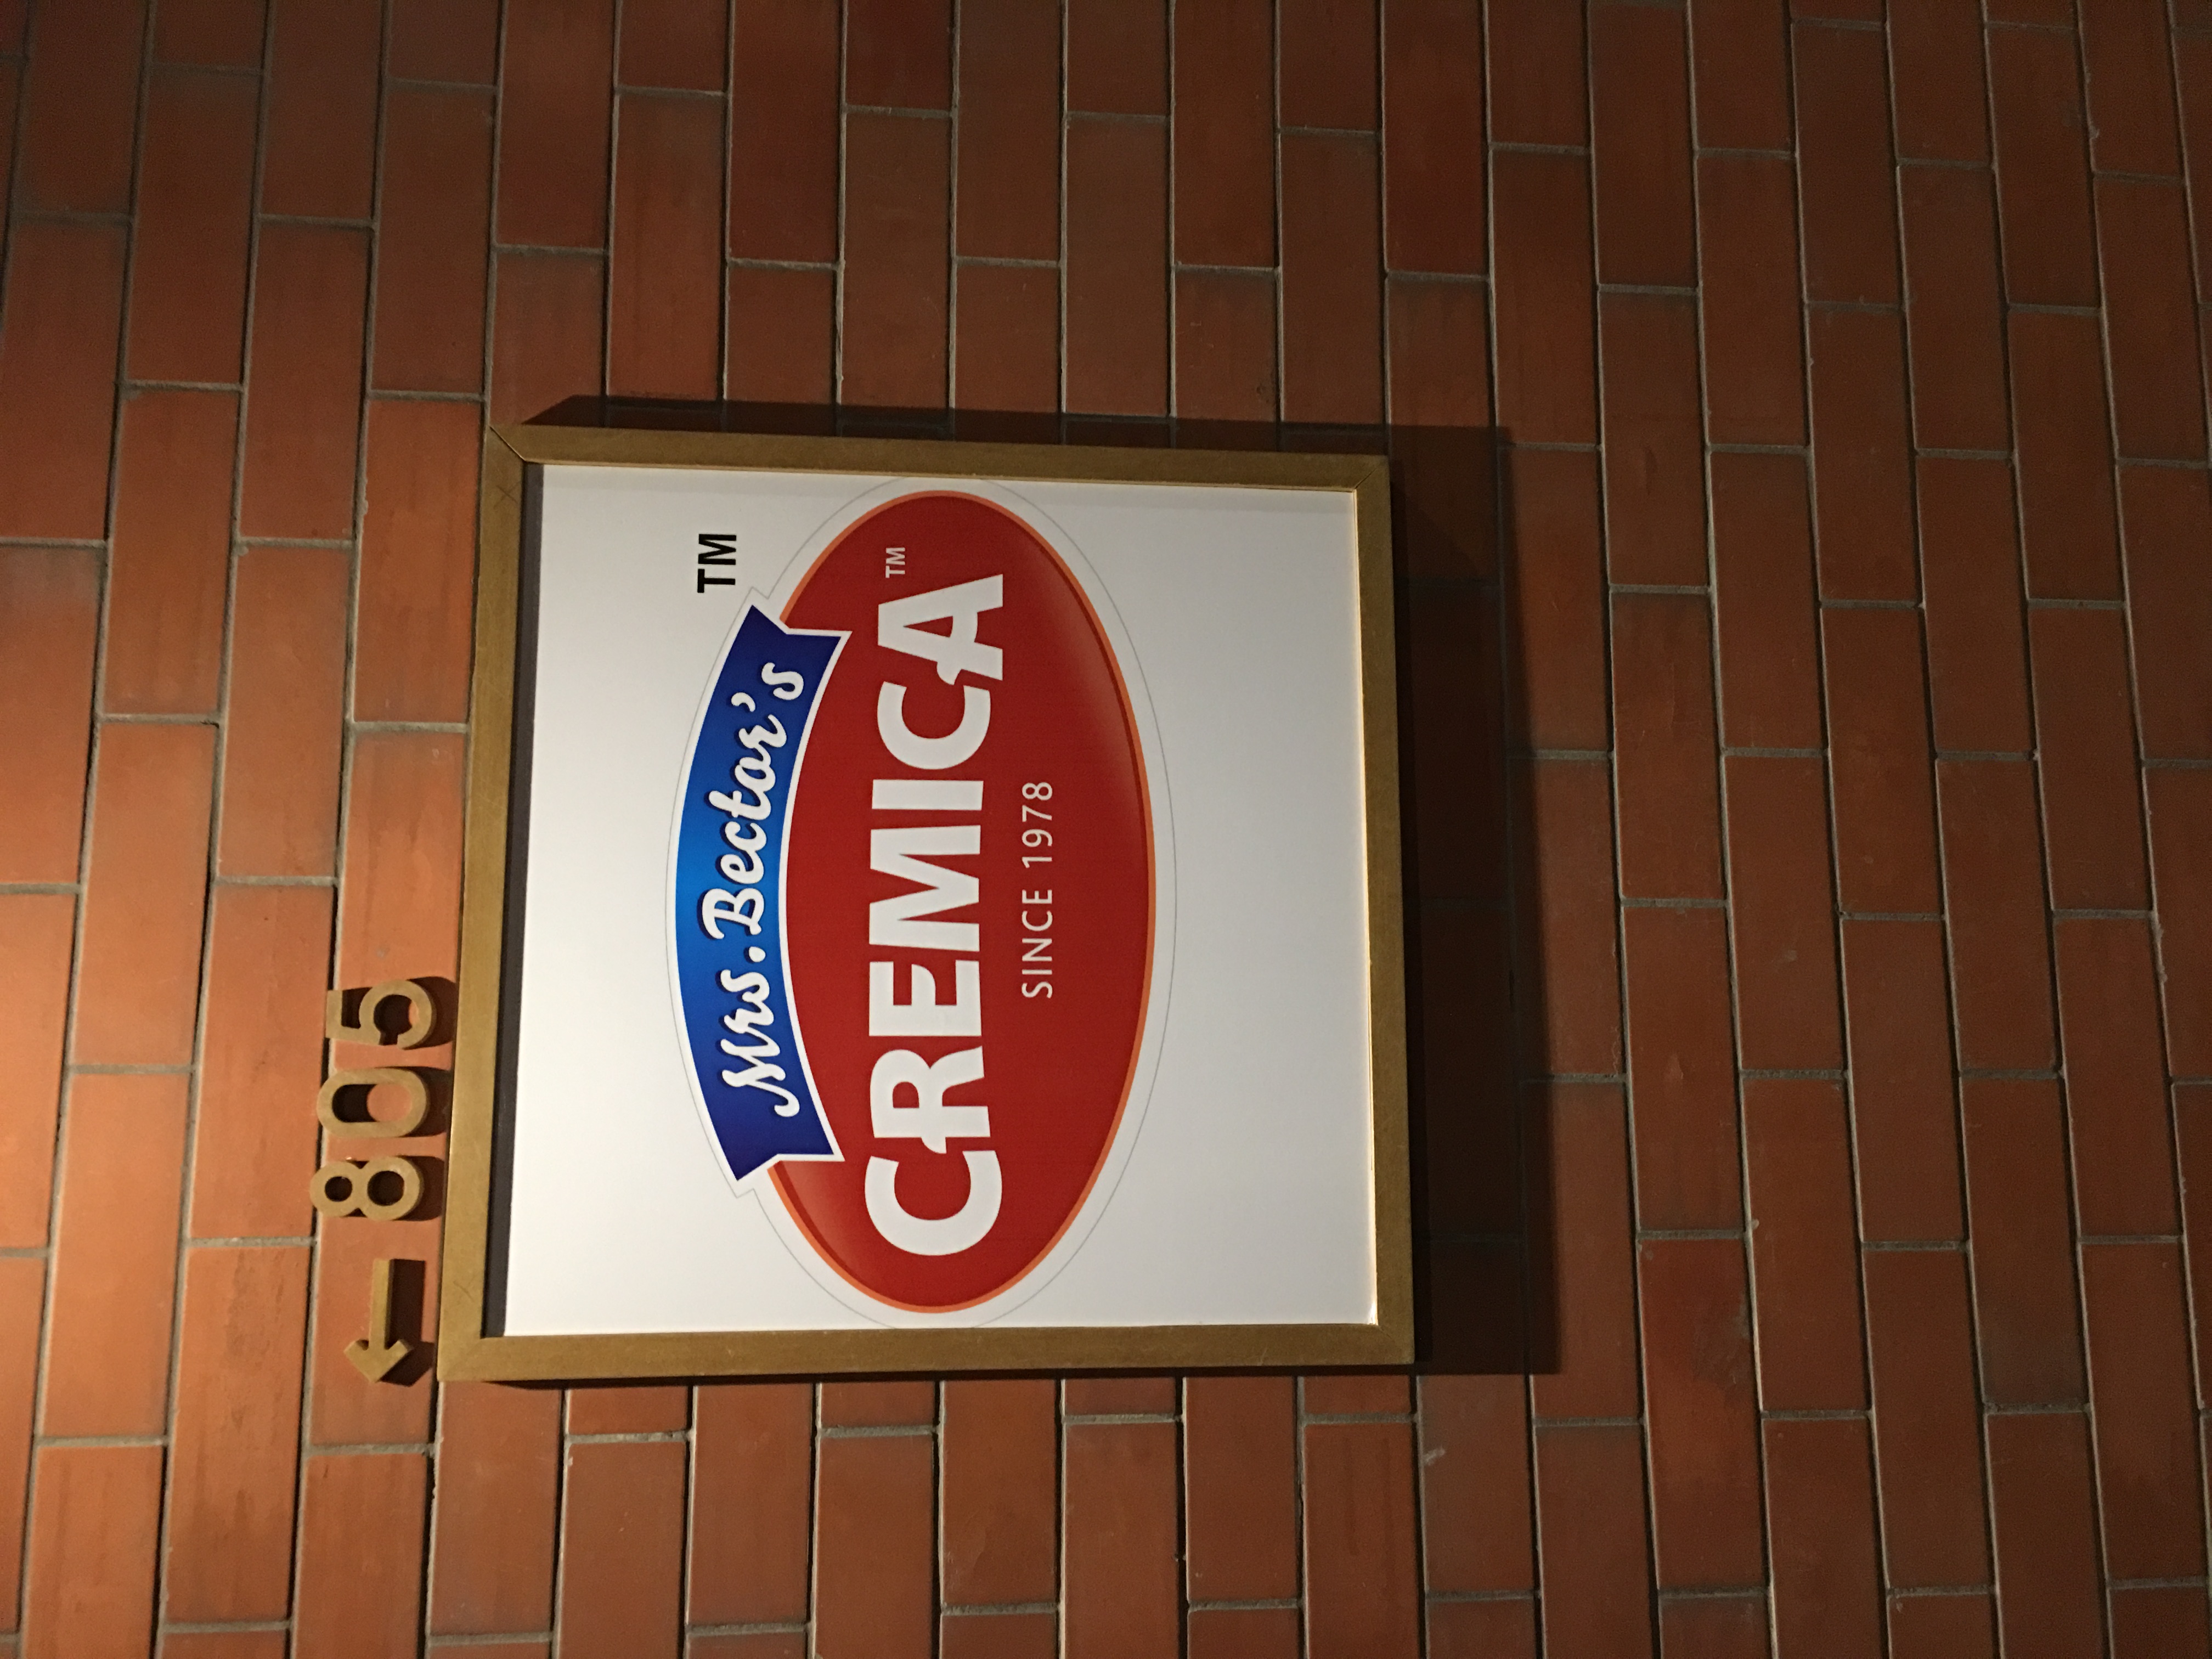 ← 805
Mrs. Bector's
TM
CREMICA TM
SINCE 1978